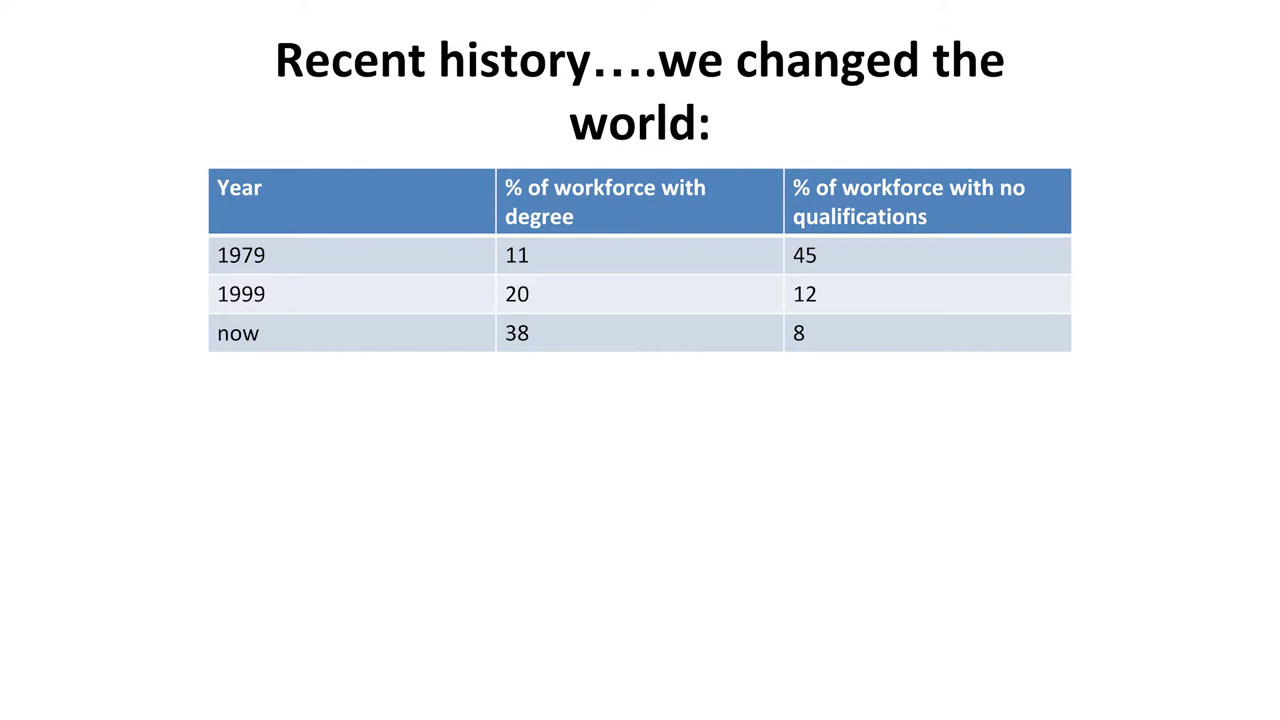 Recent history….we changed the
world:
Year
% of workforce with
degree
% of workforce with no
qualifications
1979 11 45
1999 20 12
now 38 8